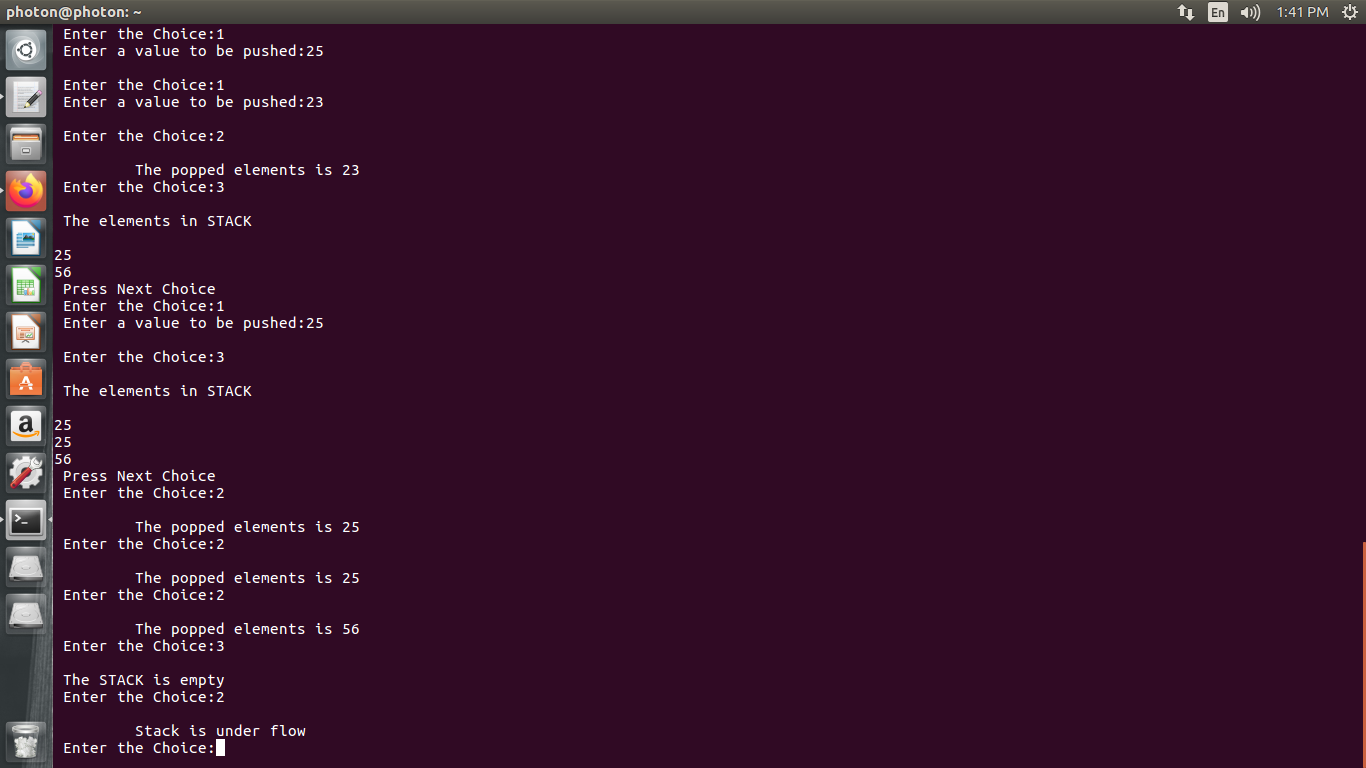 photon@photon: ~
En
1:41 PM
Enter the Choice:1
Enter a value to be pushed:25
Enter the Choice:1
Enter a value to be pushed:23
Enter the Choice:2
The popped elements is 23
Enter the Choice:3
The elements in STACK
25
56
Press Next Choice
Enter the Choice:1
Enter a value to be pushed:25
Enter the Choice:3
The elements in STACK
25
25
56
Press Next Choice
Enter the Choice:2
The popped elements is 25
Enter the Choice:2
The popped elements is 25
Enter the Choice:2
The popped elements is 56
Enter the Choice:3
The STACK is empty
Enter the Choice:2
Stack is under flow
Enter the Choice: